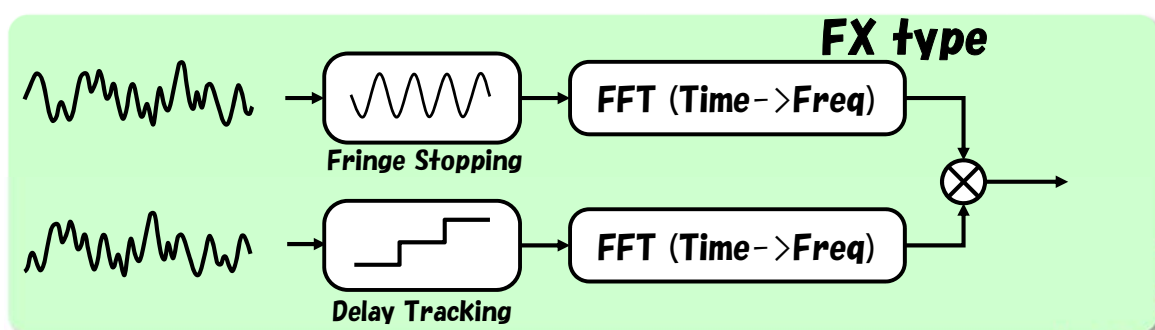 FX type
FFT (Time->Freq)
Fringe Stopping
FFT (Time->Freq)
Delay Tracking